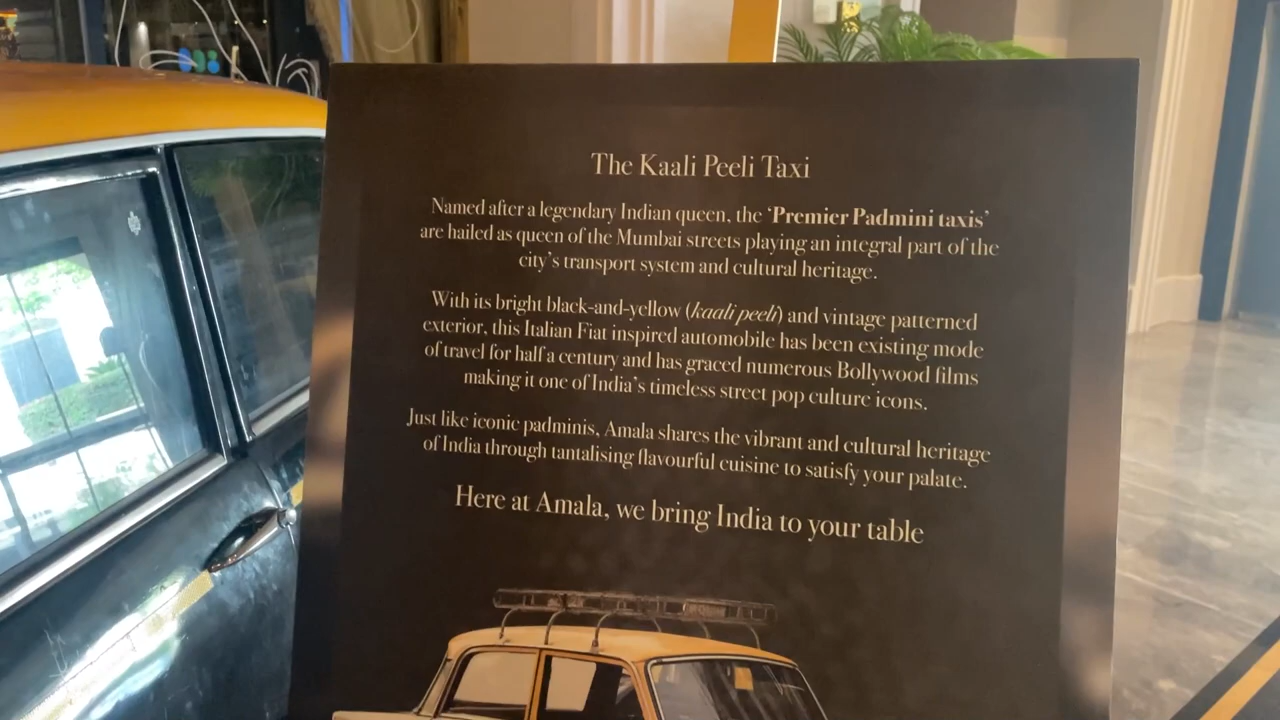 The Kaali Peeli Taxi
Named after a legendary Indian queen, the 'Premier Padmini taxis'
are hailed as queen of the Mumbai streets playing an integral part of the
city's transport system and cultural heritage.
With its bright black-and-yellow (kaali peeli) and vintage patterned
exterior, this Italian Fiat inspired automobile has been existing mode
of travel for half a century and has graced numerous Bollywood films
making it one of India's timeless street pop culture icons.
Just like iconic padminis, Amala shares the vibrant and cultural heritage
of India through tantalising flavourful cuisine to satisfy your palate.
Here at Amala, we bring India to your table